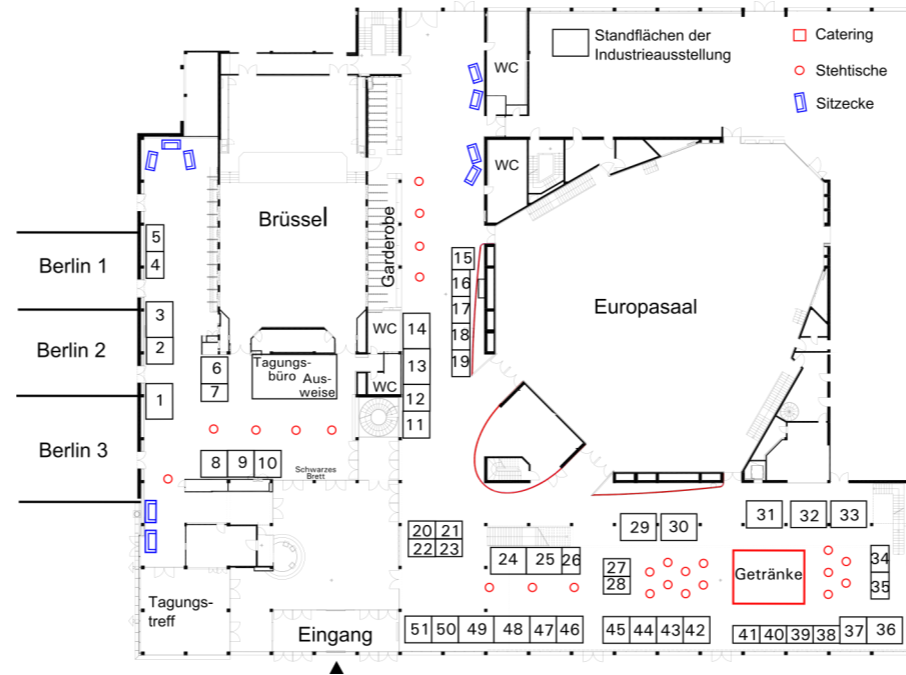 Standflächen der
Industrieausstellung
Catering
Stehtische
Sitzecke
WC
WC
Brüssel
Garderobe
5
4
Berlin 1
3
2
Berlin 2
1
Berlin 3
15
16
17
18
19
Europasaal
WC
14
13
WC
12
11
6
7
Tagungs-
büro
Aus-
weise
8
9
10
Schwarzes
Brett
20
21
22
23
24
25
26
27
28
29
30
31
32
33
34
35
Getränke
Tagungs-
treff
Eingang
51
50
49
48
47
46
45
44
43
42
41
40
39
38
37
36